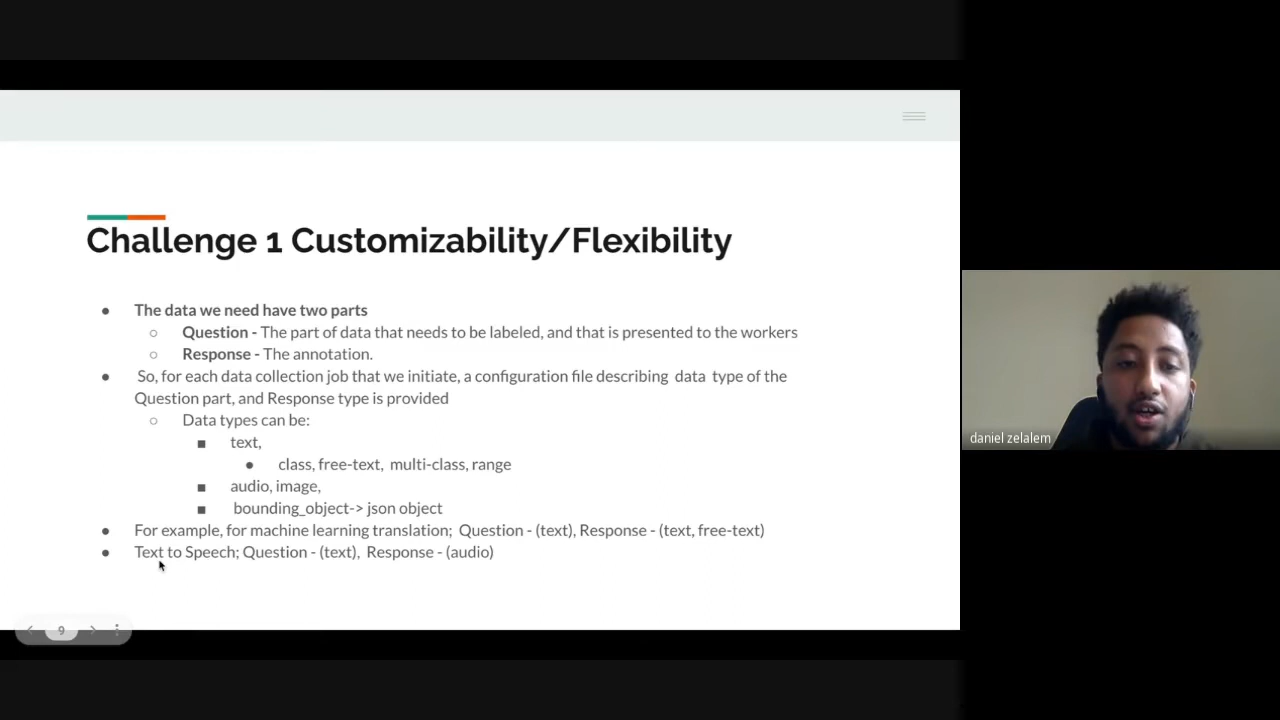 Challenge 1 Customizability/Flexibility
● The data we need have two parts
○ Question - The part of data that needs to be labeled, and that is presented to the workers
○ Response - The annotation.
● So, for each data collection job that we initiate, a configuration file describing data type of the
Question part, and Response type is provided
○ Data types can be:
■ text,
● class, free-text, multi-class, range
■ audio, image,
■ bounding_object-> json object
● For example, for machine learning translation; Question - (text), Response - (text, free-text)
● Text to Speech; Question - (text), Response - (audio)
9
daniel zelalem